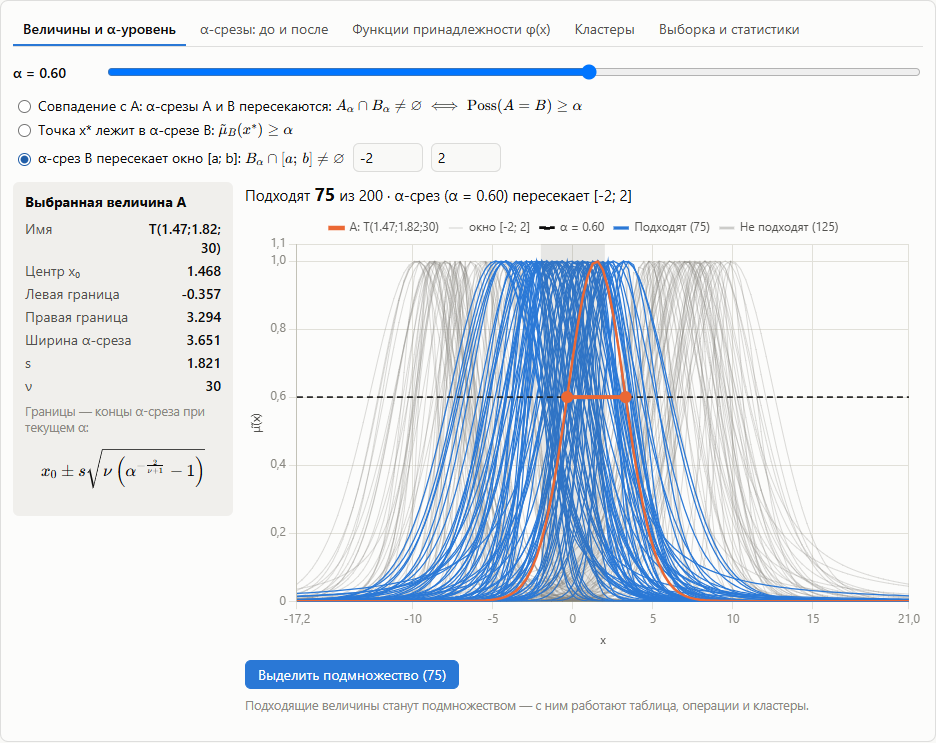 Величины и α-уровень α-срезы: до и после Функции принадлежности φ(x) Кластеры Выборка и статистики
α = 0.60
Совпадение с A: α-срезы A и B пересекаются: Aα ∩ Bα ≠ ∅ ⟺ Poss(A = B) ≥ α
Точка x* лежит в α-срезе B: μ̃B(x*) ≥ α
α-срез B пересекает окно [a; b]: Bα ∩ [a; b] ≠ ∅ -2 2
Выбранная величина A
Имя T(1.47;1.82;
30)
Центр x₀ 1.468
Левая граница -0.357
Правая граница 3.294
Ширина α-среза 3.651
s 1.821
ν 30
Границы — концы α-среза при
текущем α:
x₀ ± s√(ν(α^(−2/(ν+1)) − 1))
Подходят 75 из 200 · α-срез (α = 0.60) пересекает [-2; 2]
A: T(1.47;1.82;30) окно [-2; 2] α = 0.60 Подходят (75) Не подходят (125)
1,1
1,0
0,8
0,6
0,4
0,2
0
μ̃(x)
-17,2 -10 -5 0 5 10 15 21,0
x
Выделить подмножество (75)
Подходящие величины станут подмножеством — с ним работают таблица, операции и кластеры.